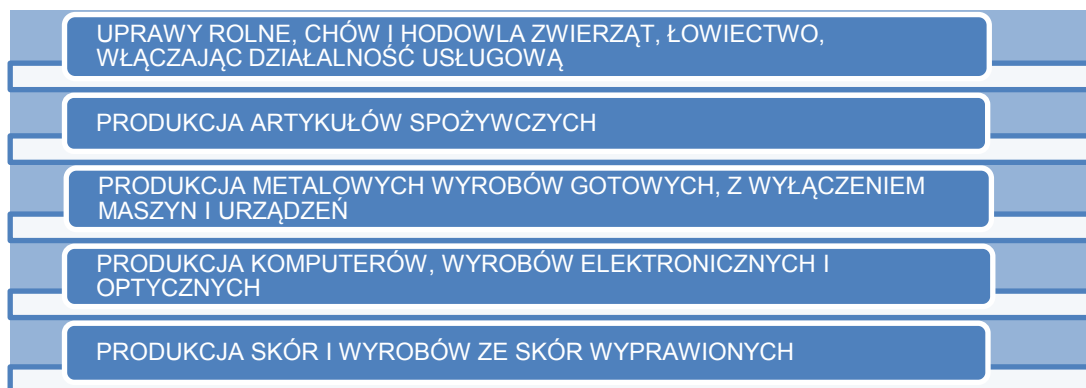 UPRAWY ROLNE, CHÓW I HODOWLA ZWIERZĄT, ŁOWIECTWO,
WŁĄCZAJĄC DZIAŁALNOŚĆ USŁUGOWĄ
PRODUKCJA ARTYKUŁÓW SPOŻYWCZYCH
PRODUKCJA METALOWYCH WYROBÓW GOTOWYCH, Z WYŁĄCZENIEM
MASZYN I URZĄDZEŃ
PRODUKCJA KOMPUTERÓW, WYROBÓW ELEKTRONICZNYCH I
OPTYCZNYCH
PRODUKCJA SKÓR I WYROBÓW ZE SKÓR WYPRAWIONYCH